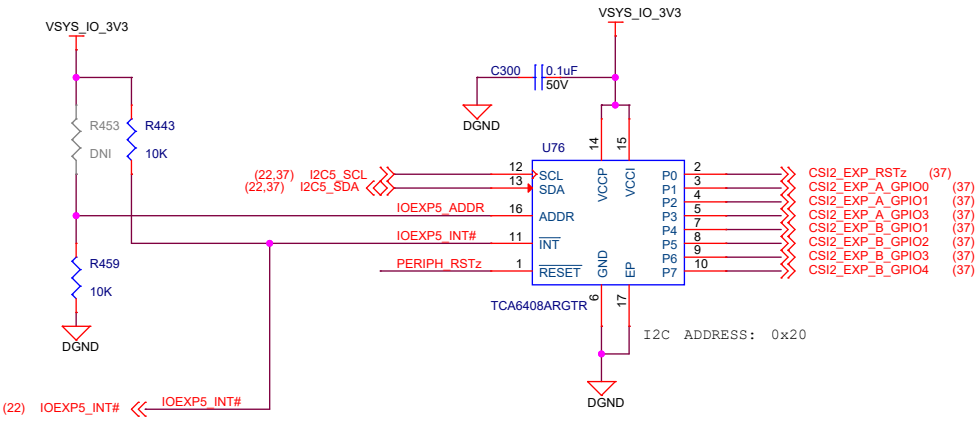 VSYS_IO_3V3
VSYS_IO_3V3
C300
0.1uF
50V
DGND
R453
DNI
R443
10K
U76
14
15
VCCP
VCCI
(22,37) I2C5_SCL 12 SCL
(22,37) I2C5_SDA 13 SDA
IOEXP5_ADDR 16 ADDR
IOEXP5_INT# 11 INT
PERIPH_RSTz 1 RESET
P0 2 CSI2_EXP_RSTz (37)
P1 3 CSI2_EXP_A_GPIO0 (37)
P2 4 CSI2_EXP_A_GPIO1 (37)
P3 5 CSI2_EXP_A_GPIO3 (37)
P4 7 CSI2_EXP_B_GPIO1 (37)
P5 8 CSI2_EXP_B_GPIO2 (37)
P6 9 CSI2_EXP_B_GPIO3 (37)
P7 10 CSI2_EXP_B_GPIO4 (37)
GND
EP
6
17
R459
10K
DGND
TCA6408ARGTR
I2C ADDRESS: 0x20
DGND
(22) IOEXP5_INT# IOEXP5_INT#